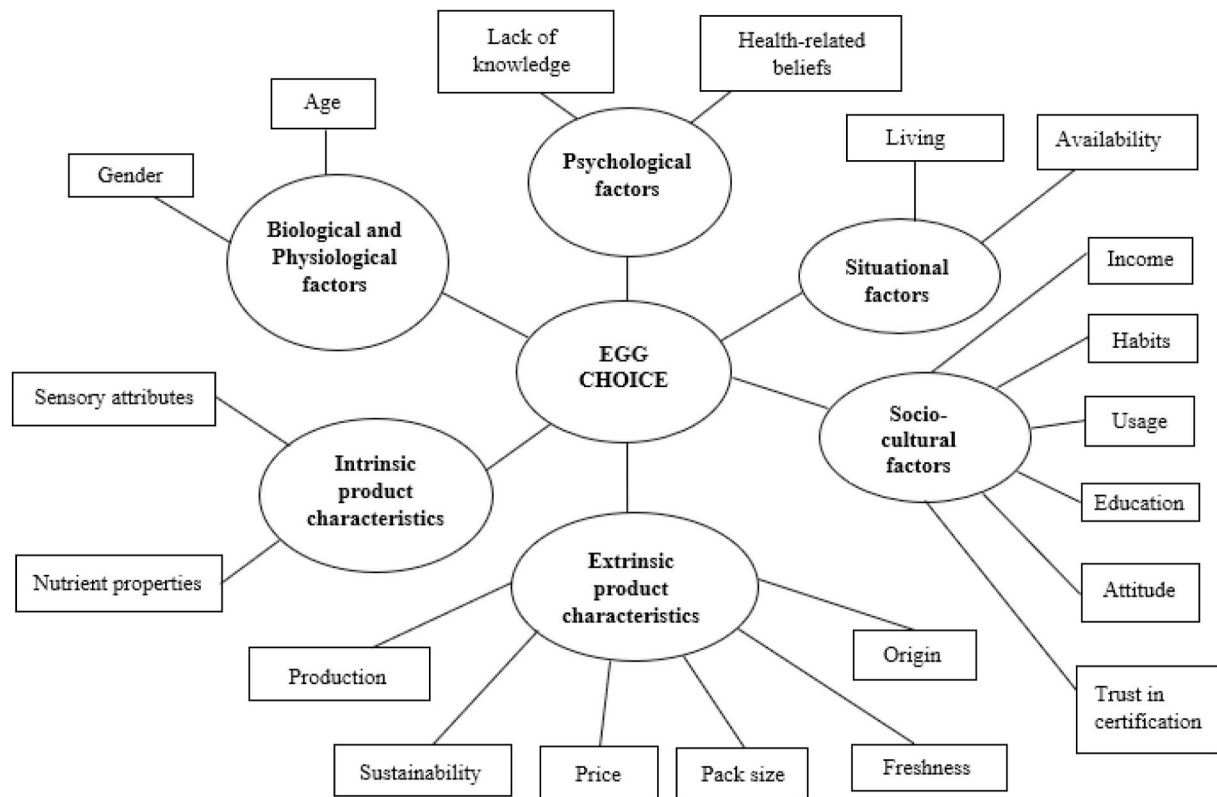 Lack of
knowledge
Health-related
beliefs
Age
Living
Availability
Gender
Psychological
factors
Biological and
Physiological
factors
Situational
factors
Income
EGG
CHOICE
Habits
Sensory attributes
Socio-
cultural
factors
Usage
Intrinsic
product
characteristics
Education
Nutrient properties
Extrinsic
product
characteristics
Attitude
Production
Origin
Trust in
certification
Sustainability
Price
Pack size
Freshness